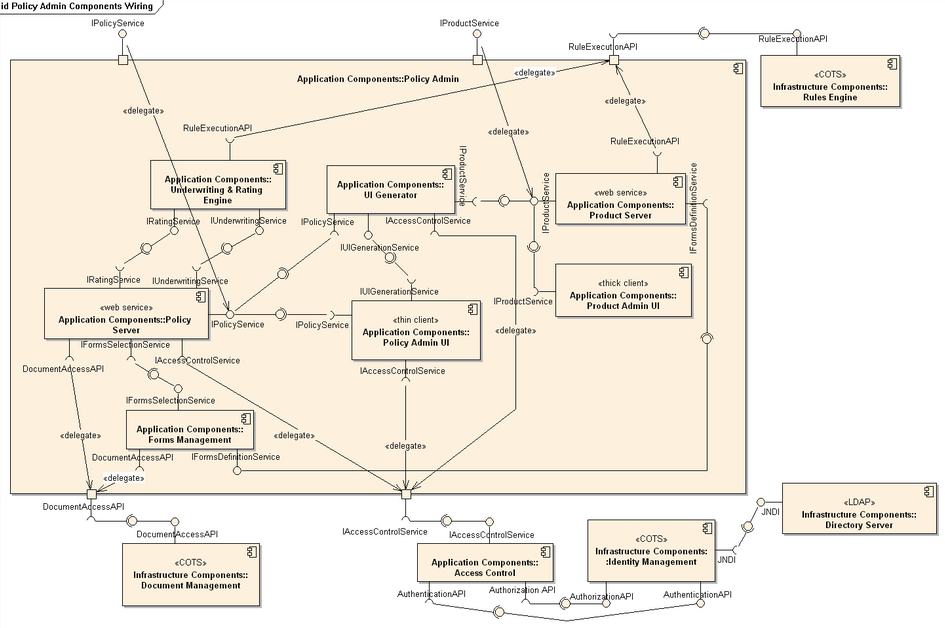 id Policy Admin Components Wiring
IPolicyService
IProductService
RuleExecutionAPI
RuleExecutionAPI
«COTS»
Infrastructure Components::
Rules Engine
Application Components::Policy Admin
«delegate»
«delegate»
«delegate»
«delegate»
RuleExecutionAPI
RuleExecutionAPI
Application Components::
Underwriting & Rating
Engine
Application Components::
UI Generator
IProductService
IProductService
«web service»
Application Components::
Product Server
IFormsDefinitionService
IRatingService
IUnderwritingService
IPolicyService
IAccessControlService
IUIGenerationService
IRatingService
IUnderwritingService
IUIGenerationService
IProductService
«thick client»
Application Components::
Product Admin UI
«web service»
Application Components::Policy
Server
IPolicyService
IPolicyService
«thin client»
Application Components::
Policy Admin UI
«delegate»
IFormsSelectionService
IAccessControlService
DocumentAccessAPI
IAccessControlService
IFormsSelectionService
Application Components::
Forms Management
«delegate»
«delegate»
«delegate»
DocumentAccessAPI
IFormsDefinitionService
«delegate»
DocumentAccessAPI
DocumentAccessAPI
IAccessControlService
IAccessControlService
«COTS»
Infrastructure Components::
Document Management
Application Components::
Access Control
«COTS»
Infrastructure Components:
:Identity Management
JNDI
JNDI
«LDAP»
Infrastructure Components::
Directory Server
AuthenticationAPI
Authorization API
AuthorizationAPI
AuthenticationAPI